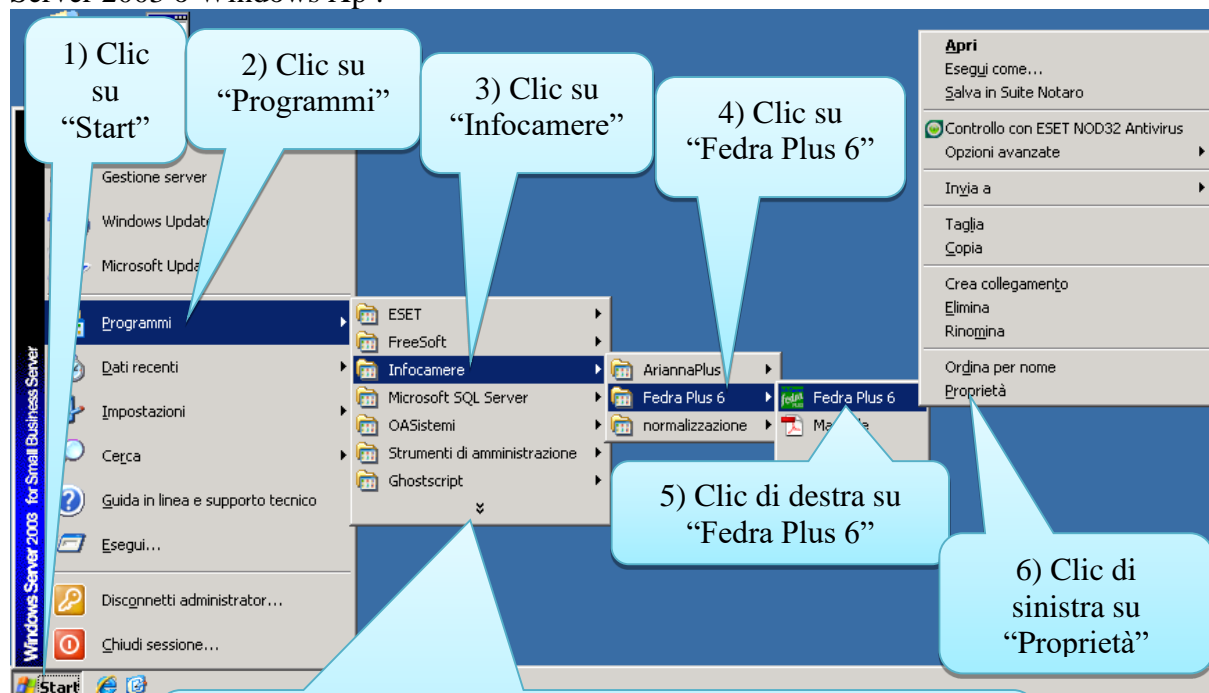 Server 2003 o Windows Xp :
1) Clic
su
“Start”
2) Clic su
“Programmi”
3) Clic su
“Infocamere”
4) Clic su
“Fedra Plus 6”
Apri
Esegui come...
Salva in Suite Notaro
Controllo con ESET NOD32 Antivirus
Opzioni avanzate
Invia a
Taglia
Copia
Crea collegamento
Elimina
Rinomina
Ordina per nome
Proprietà
Gestione server
Windows Update
Microsoft Upda
Programmi
Dati recenti
Impostazioni
Cerca
Guida in linea e supporto tecnico
Esegui...
Disconnetti administrator...
Chiudi sessione...
Windows Server 2003 for Small Business Server
ESET
FreeSoft
Infocamere
Microsoft SQL Server
OASistemi
Strumenti di amministrazione
Ghostscript
AriannaPlus
Fedra Plus 6
normalizzazione
fedra
Fedra Plus 6
5) Clic di destra su
“Fedra Plus 6”
6) Clic di
sinistra su
“Proprietà”
Start